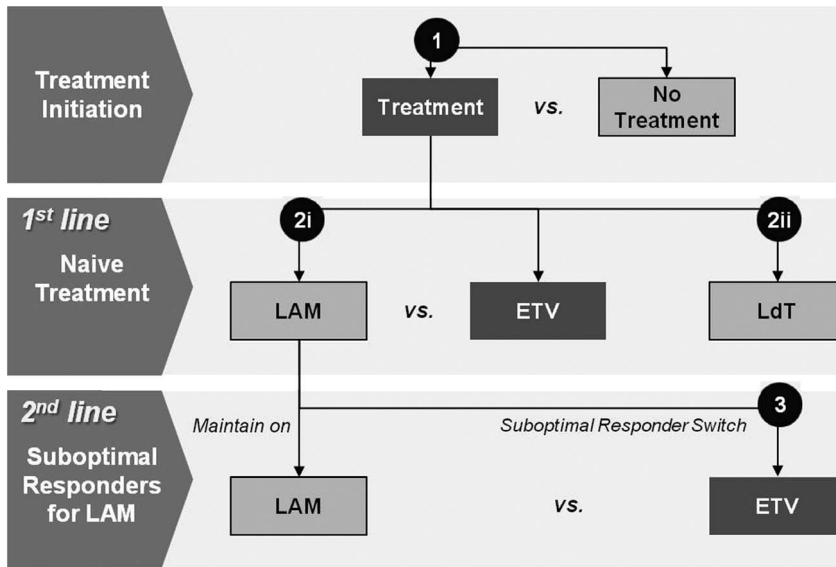 Treatment
Initiation
1
Treatment
vs.
No
Treatment
1st line
Naive
Treatment
2i
2ii
LAM
vs.
ETV
LdT
2nd line
Suboptimal
Responders
for LAM
3
Maintain on
Suboptimal Responder Switch
LAM
vs.
ETV